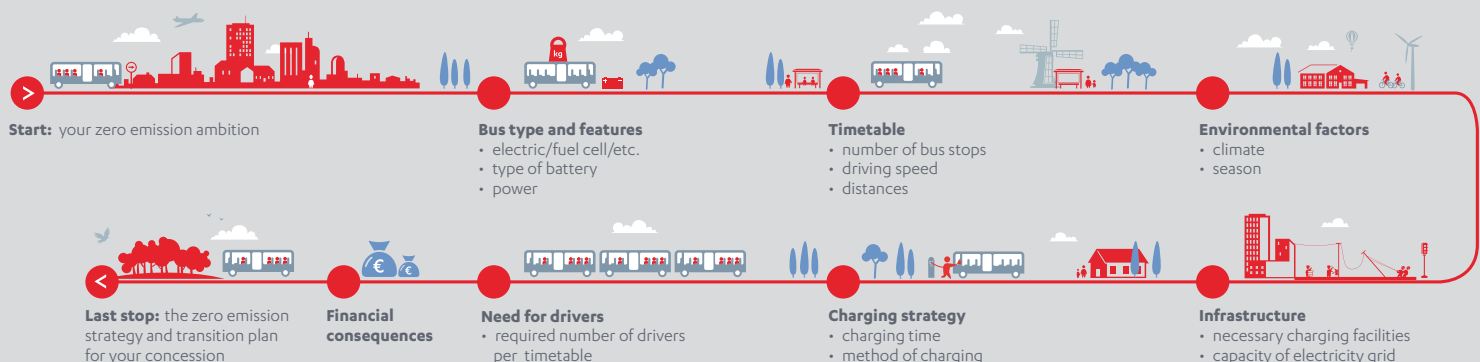 kg
>
Start: your zero emission ambition
Bus type and features
• electric/fuel cell/etc.
• type of battery
• power
Timetable
• number of bus stops
• driving speed
• distances
Environmental factors
• climate
• season
Infrastructure
• necessary charging facilities
• capacity of electricity grid
Charging strategy
• charging time
• method of charging
Need for drivers
• required number of drivers
per timetable
€ €
Financial
consequences
<
Last stop: the zero emission
strategy and transition plan
for your concession